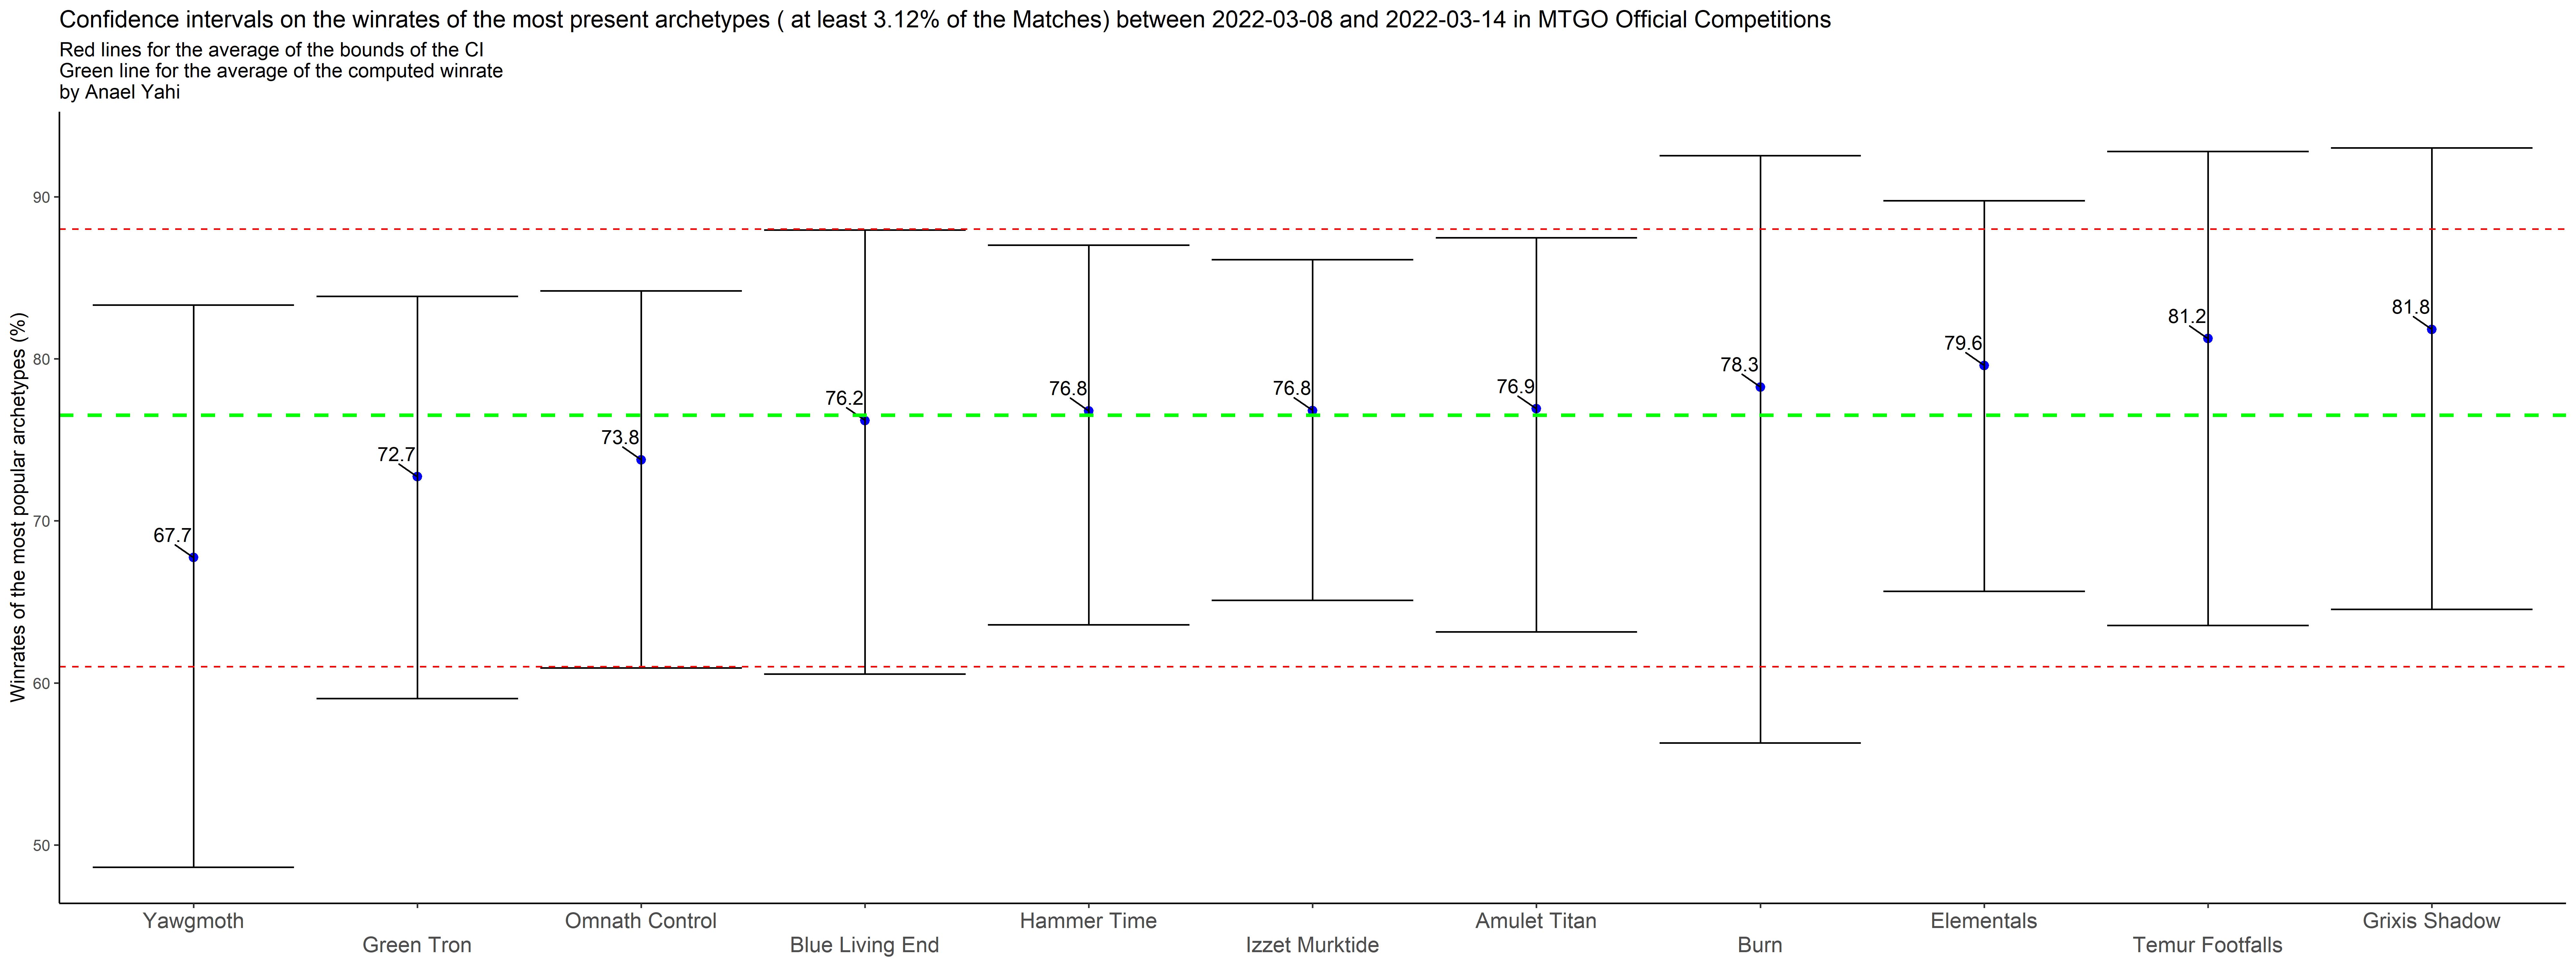 Confidence intervals on the winrates of the most present archetypes ( at least 3.12% of the Matches) between 2022-03-08 and 2022-03-14 in MTGO Official Competitions
Red lines for the average of the bounds of the CI
Green line for the average of the computed winrate
by Anael Yahi
Winrates of the most popular archetypes (%)
90
80
70
60
50
67.7
72.7
73.8
76.2
76.8
76.8
76.9
78.3
79.6
81.2
81.8
Yawgmoth
Green Tron
Omnath Control
Blue Living End
Hammer Time
Izzet Murktide
Amulet Titan
Burn
Elementals
Temur Footfalls
Grixis Shadow